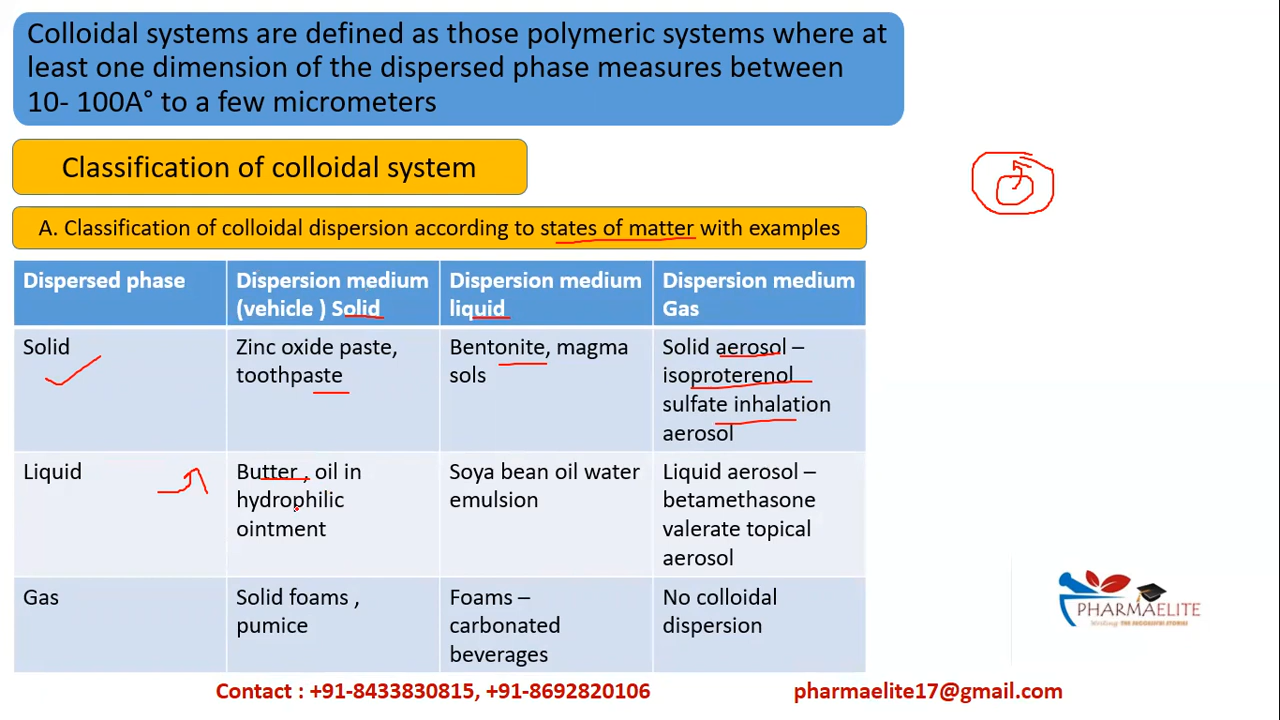 Colloidal systems are defined as those polymeric systems where at
least one dimension of the dispersed phase measures between
10- 100A° to a few micrometers
Classification of colloidal system
A. Classification of colloidal dispersion according to states of matter with examples
Dispersed phase
Dispersion medium
(vehicle ) Solid
Dispersion medium
liquid
Dispersion medium
Gas
Solid
Zinc oxide paste,
toothpaste
Bentonite, magma
sols
Solid aerosol –
isoproterenol
sulfate inhalation
aerosol
Liquid
Butter , oil in
hydrophilic
ointment
Soya bean oil water
emulsion
Liquid aerosol –
betamethasone
valerate topical
aerosol
Gas
Solid foams ,
pumice
Foams –
carbonated
beverages
No colloidal
dispersion
PHARMAELITE
Writing THE SUCCESSFUL STORIES
Contact : +91-8433830815, +91-8692820106
pharmaelite17@gmail.com